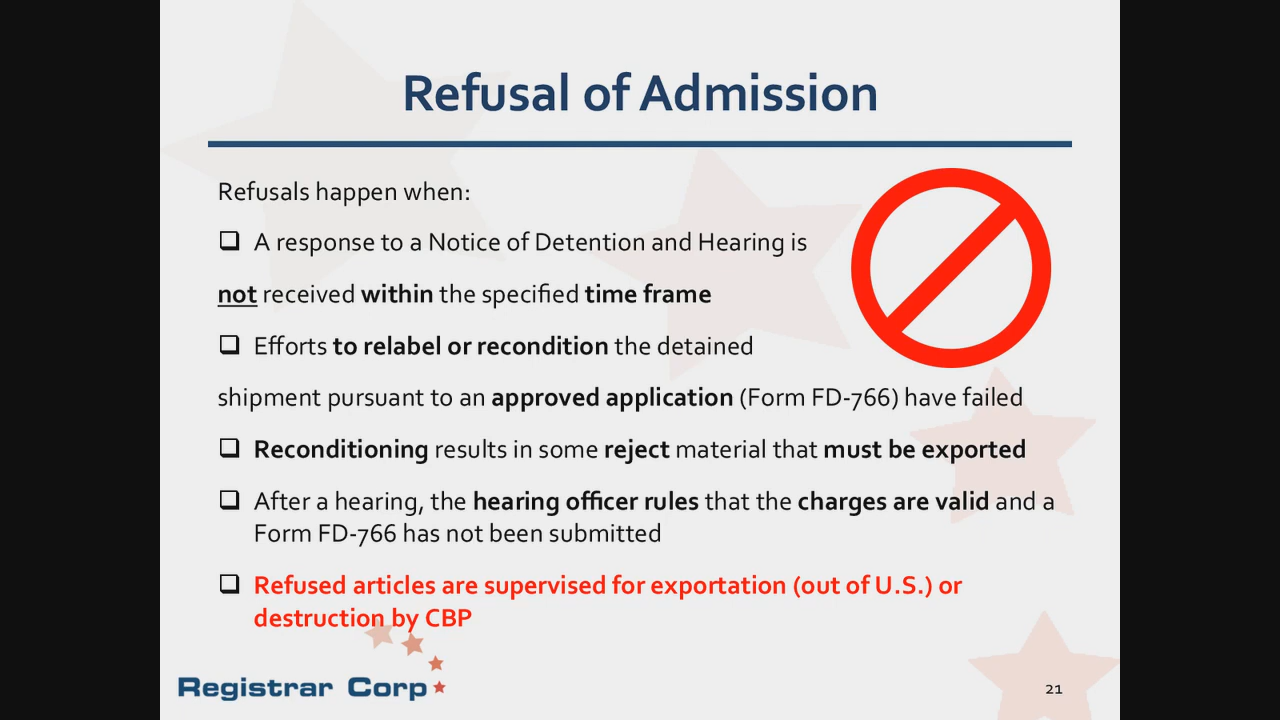 Refusal of Admission
Refusals happen when:
❑ A response to a Notice of Detention and Hearing is
not received within the specified time frame
❑ Efforts to relabel or recondition the detained
shipment pursuant to an approved application (Form FD-766) have failed
❑ Reconditioning results in some reject material that must be exported
❑ After a hearing, the hearing officer rules that the charges are valid and a
Form FD-766 has not been submitted
❑ Refused articles are supervised for exportation (out of U.S.) or
destruction by CBP
Registrar Corp
21